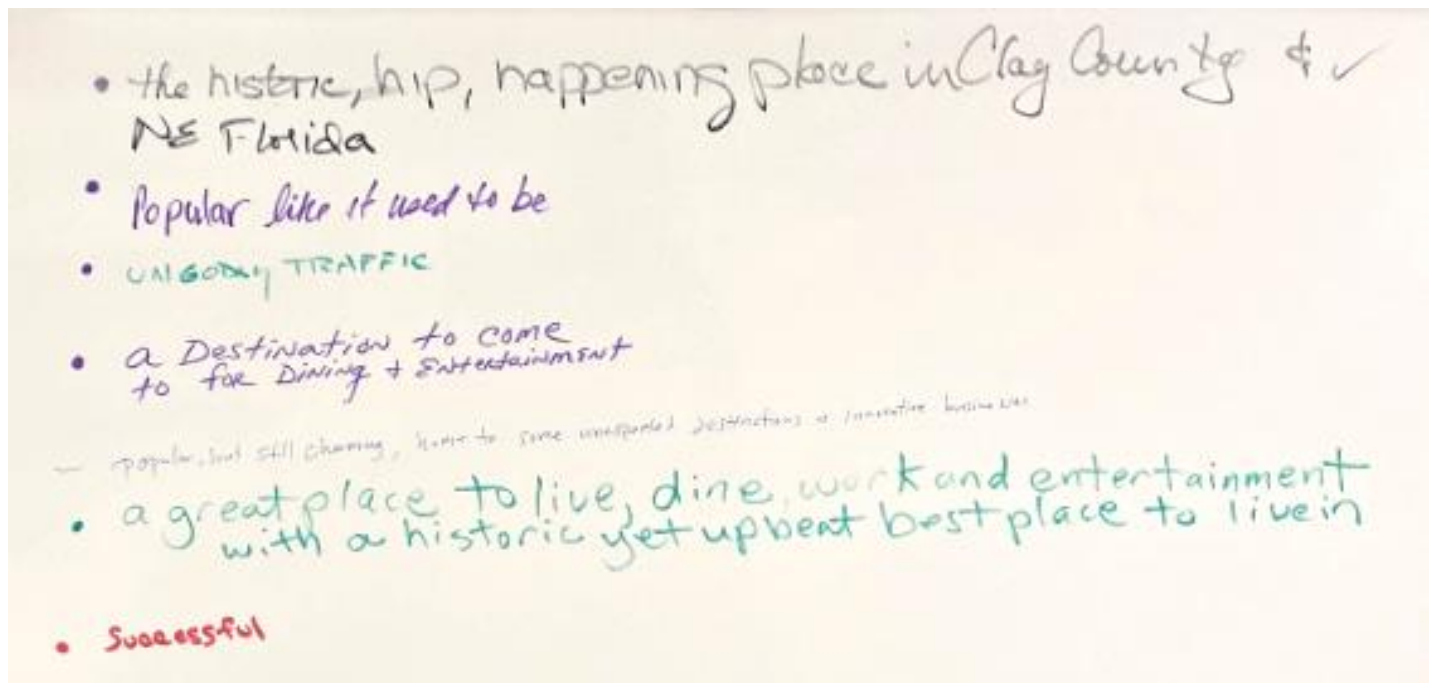 • the historic, hip, happening place in Clay County & ✓
NE Florida
• Popular like it used to be
• UNGODLY TRAFFIC
• a Destination to come
to for Dining + Entertainment
– popular, but still charming, home to some unexpected destinations + innovative businesses
• a great place to live, dine, work and entertainment
with a historic yet upbeat best place to live in
• Successful